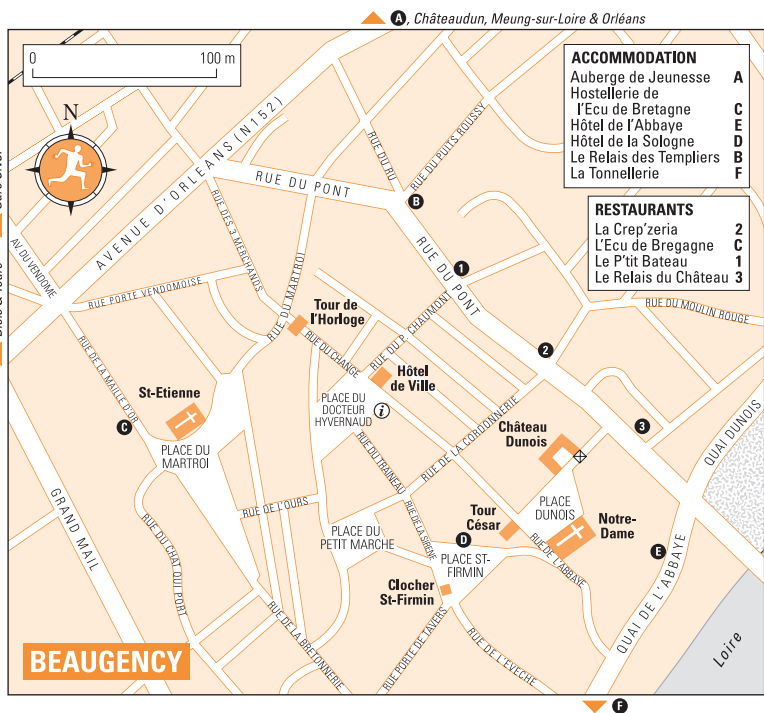 A, Châteaudun, Meung-sur-Loire & Orléans
0 100 m
N
ACCOMMODATION
Auberge de Jeunesse A
Hostellerie de
l'Ecu de Bretagne C
Hôtel de l'Abbaye E
Hôtel de la Sologne D
Le Relais des Templiers B
La Tonnellerie F
RESTAURANTS
La Crep'zeria 2
L'Ecu de Bregagne C
Le P'tit Bateau 1
Le Relais du Château 3
AVENUE D'ORLEANS (N152)
RUE DU RU
RUE DU PUITS ROUSSY
RUE DU PONT
B
RUE DU PONT
1
AV. DU VENDOME
RUE DES 3 MERCHANDS
RUE PORTE VENDOMOISE
RUE DU MARTROI
Tour de
l'Horloge
RUE DU P. CHAUMONT
RUE DU MOULIN ROUGE
2
RUE DU CHANGE
Hôtel
de Ville
RUE DE LA MAILLE D'OR
St-Etienne
PLACE DU
DOCTEUR
HYVERNAUD
i
C
PLACE DU
MARTROI
RUE DE LA CORDONNERIE
Château
Dunois
3
QUAI DUNOIS
RUE DU TRAINEAU
GRAND MAIL
RUE DE L'OURS
RUE DE LA SIRENE
Tour
César
PLACE
DUNOIS
Notre-
Dame
RUE DU CHAT QUI PORT
PLACE DU
PETIT MARCHE
D
PLACE ST-
FIRMIN
RUE DE L'ABBAYE
E
QUAI DE L'ABBAYE
Clocher
St-Firmin
RUE DE LA BRETONNERIE
RUE PORTE DE TAVERS
RUE DE L'EVECHE
Loire
BEAUGENCY
F